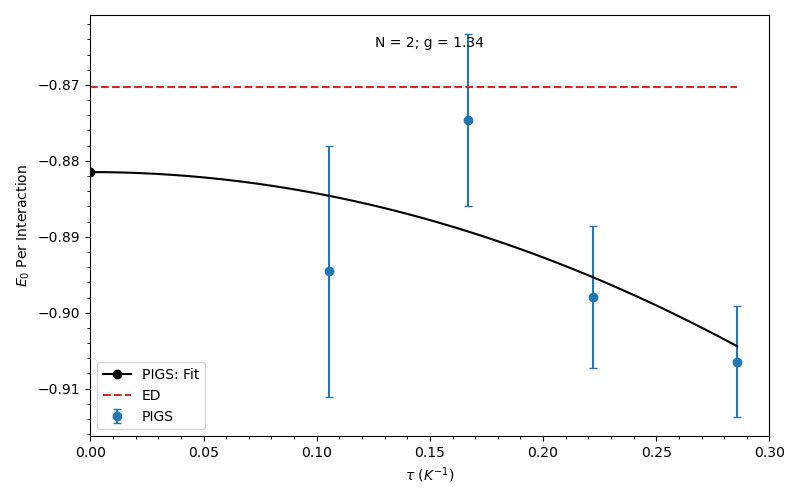 N = 2; g = 1.34
−0.87
−0.88
−0.89
−0.90
−0.91
E₀ Per Interaction
PIGS: Fit
ED
PIGS
0.00 0.05 0.10 0.15 0.20 0.25 0.30
τ (K⁻¹)